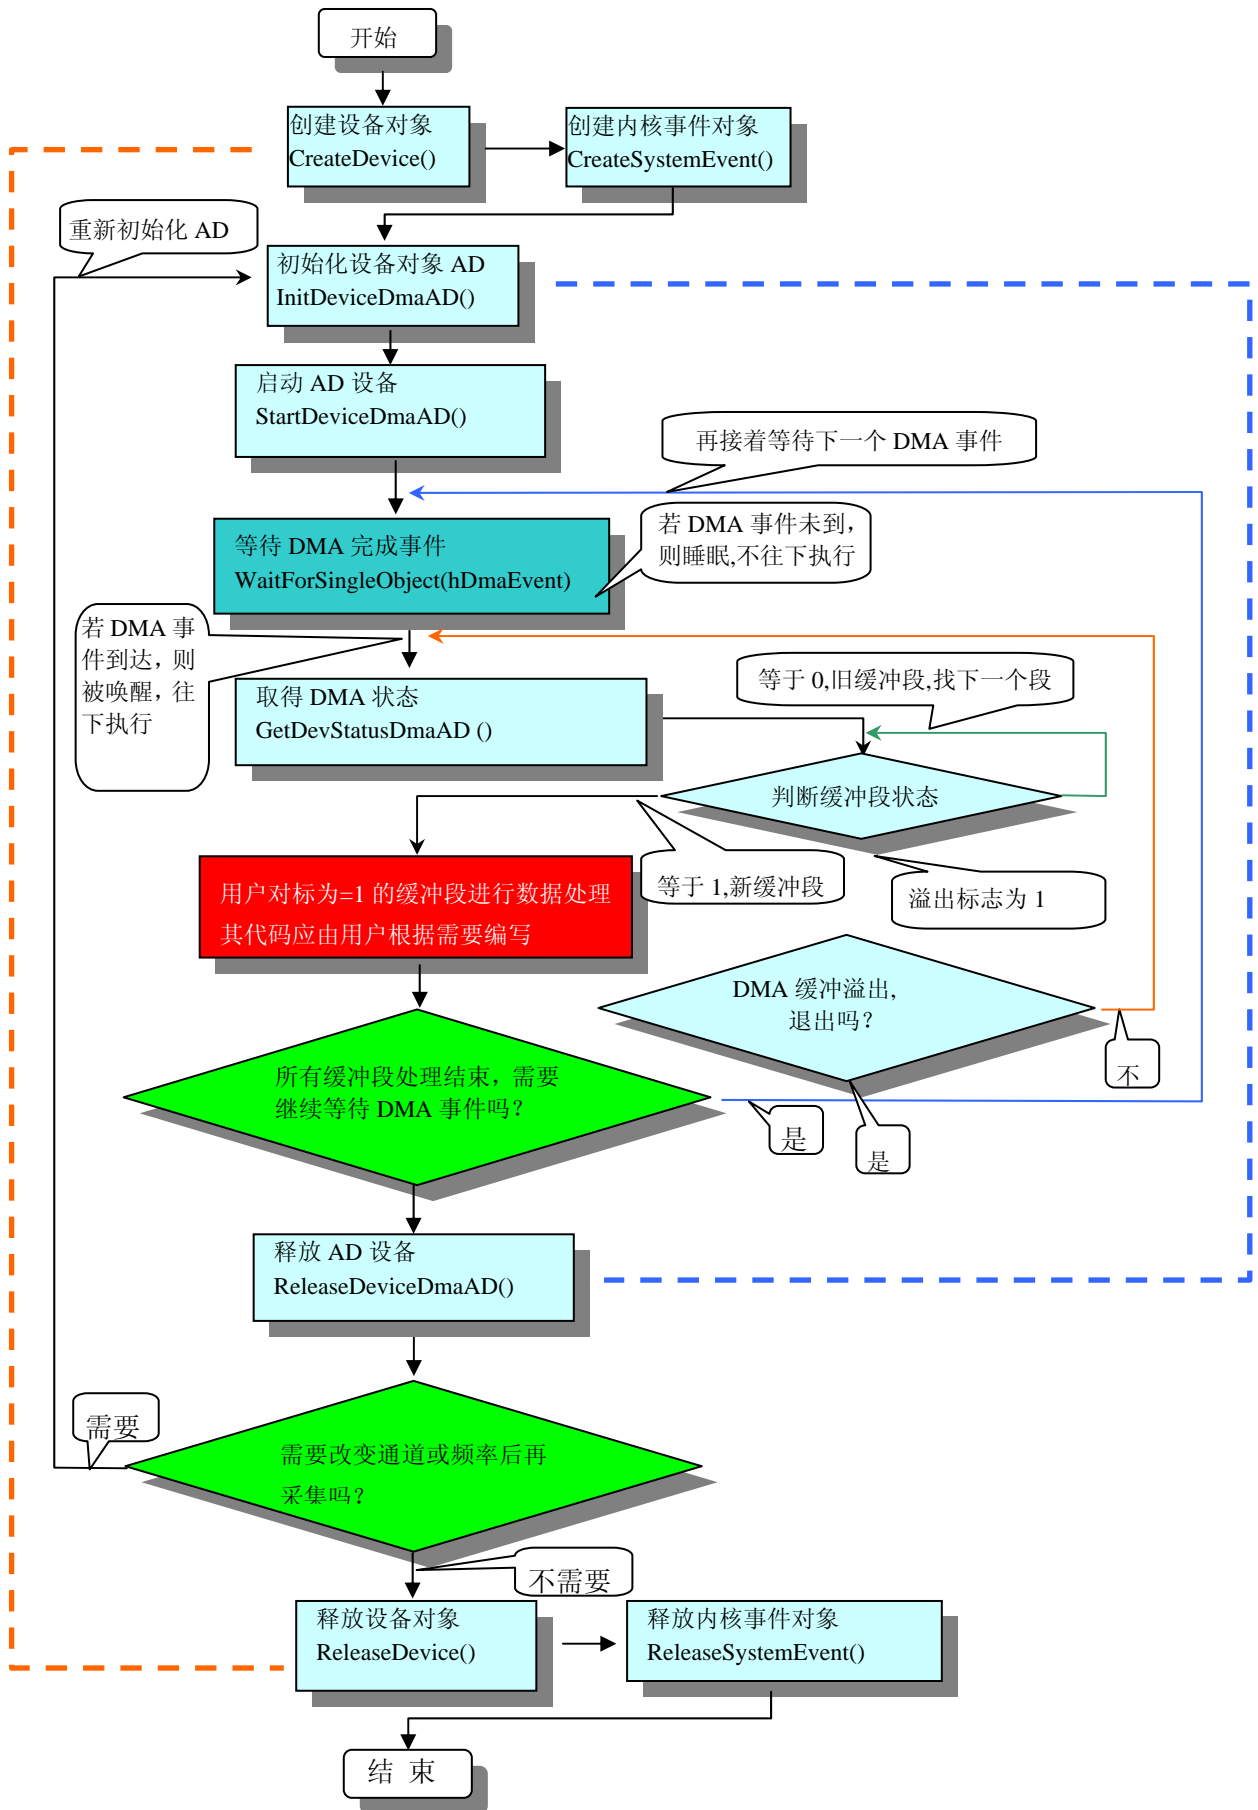 开始
创建设备对象
CreateDevice()
创建内核事件对象
CreateSystemEvent()
重新初始化 AD
初始化设备对象 AD
InitDeviceDmaAD()
启动 AD 设备
StartDeviceDmaAD()
再接着等待下一个 DMA 事件
等待 DMA 完成事件
WaitForSingleObject(hDmaEvent)
若 DMA 事件未到，
则睡眠,不往下执行
若 DMA 事
件到达，则
被唤醒，往
下执行
取得 DMA 状态
GetDevStatusDmaAD ()
等于 0,旧缓冲段,找下一个段
判断缓冲段状态
等于 1,新缓冲段
溢出标志为 1
用户对标为=1 的缓冲段进行数据处理
其代码应由用户根据需要编写
DMA 缓冲溢出,
退出吗？
不
所有缓冲段处理结束，需要
继续等待 DMA 事件吗？
是
是
释放 AD 设备
ReleaseDeviceDmaAD()
需要
需要改变通道或频率后再
采集吗？
不需要
释放设备对象
ReleaseDevice()
释放内核事件对象
ReleaseSystemEvent()
结 束